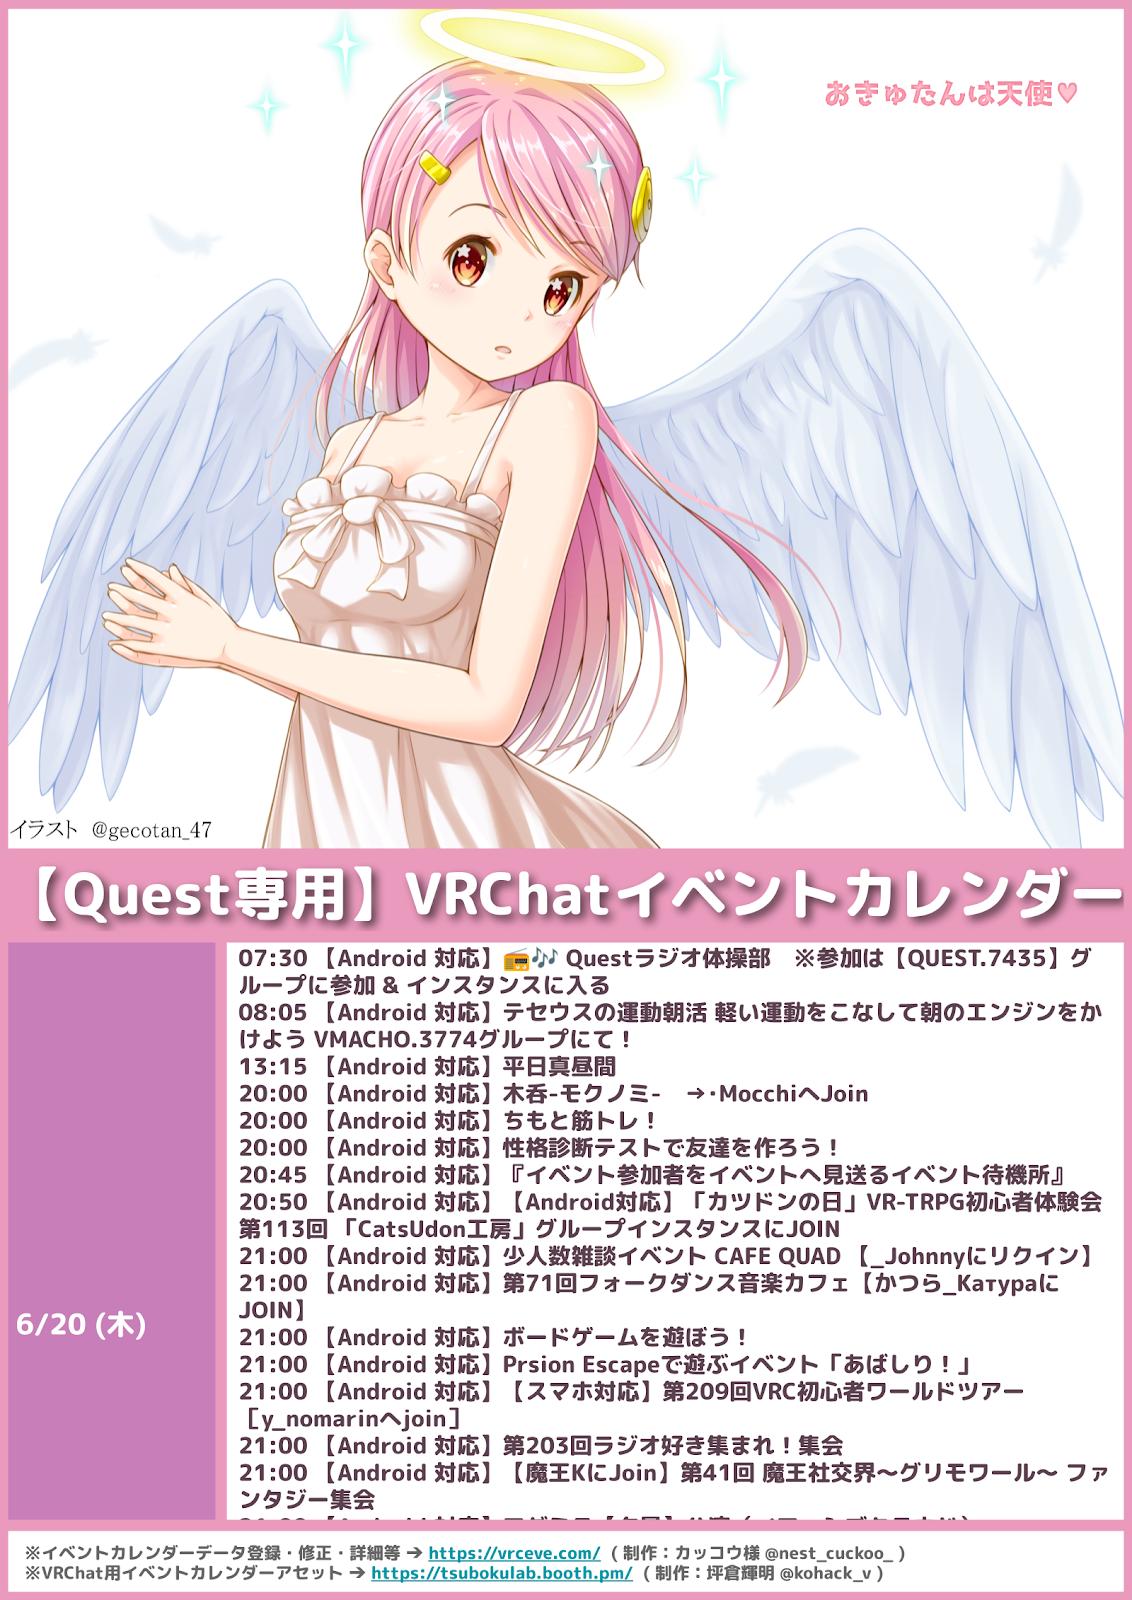 おきゅたんは天使♥
イラスト @gecotan_47
【Quest専用】VRChatイベントカレンダー
6/20 (木)
07:30 【Android 対応】📻🎶 Questラジオ体操部　※参加は【QUEST.7435】グ
ループに参加 & インスタンスに入る
08:05 【Android 対応】テセウスの運動朝活 軽い運動をこなして朝のエンジンをか
けよう VMACHO.3774グループにて！
13:15 【Android 対応】平日真昼間
20:00 【Android 対応】木呑-モクノミ-　→･MocchiへJoin
20:00 【Android 対応】ちもと筋トレ！
20:00 【Android 対応】性格診断テストで友達を作ろう！
20:45 【Android 対応】『イベント参加者をイベントへ見送るイベント待機所』
20:50 【Android 対応】【Android対応】「カツドンの日」VR-TRPG初心者体験会
第113回 「CatsUdon工房」グループインスタンスにJOIN
21:00 【Android 対応】少人数雑談イベント CAFE QUAD 【_Johnnyにリクイン】
21:00 【Android 対応】第71回フォークダンス音楽カフェ【かつら_Катураに
JOIN】
21:00 【Android 対応】ボードゲームを遊ぼう！
21:00 【Android 対応】Prsion Escapeで遊ぶイベント「あばしり！」
21:00 【Android 対応】【スマホ対応】第209回VRC初心者ワールドツアー
［y_nomarinへjoin］
21:00 【Android 対応】第203回ラジオ好き集まれ！集会
21:00 【Android 対応】【魔王KにJoin】第41回 魔王社交界～グリモワール～ ファ
ンタジー集会
※イベントカレンダーデータ登録・修正・詳細等 → https://vrceve.com/ （ 制作：カッコウ様 @nest_cuckoo_ ）
※VRChat用イベントカレンダーアセット → https://tsubokulab.booth.pm/ （ 制作：坪倉輝明 @kohack_v ）